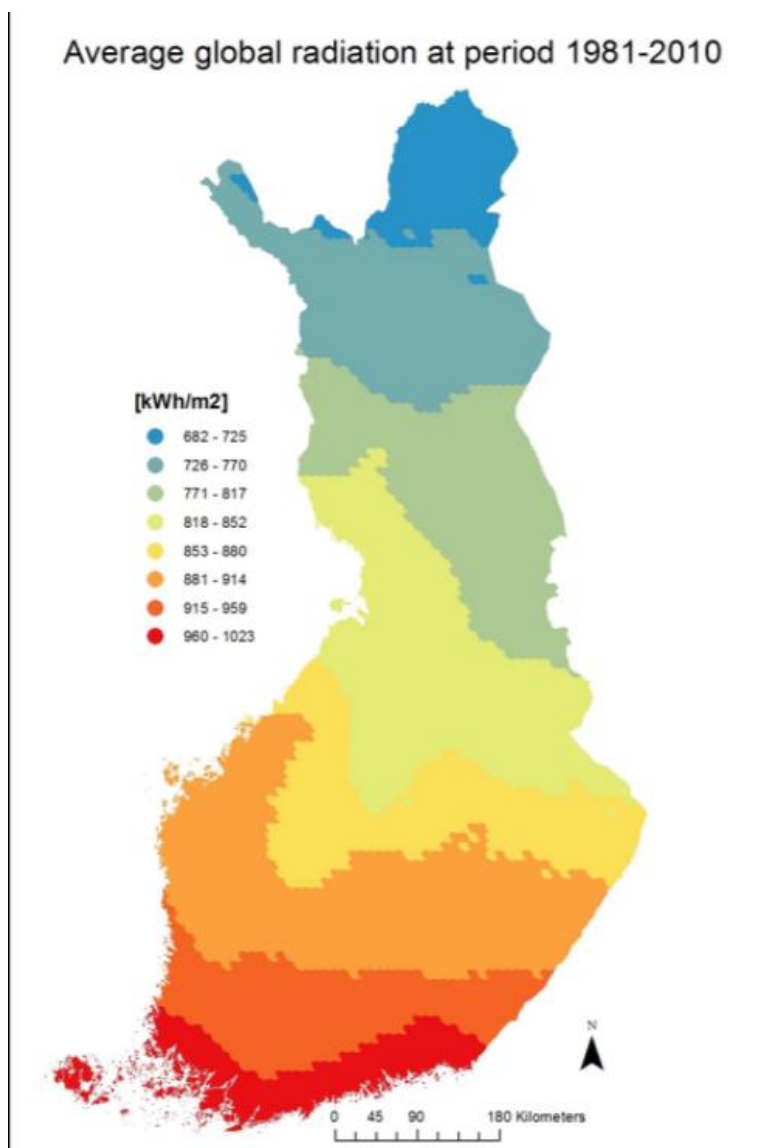 Average global radiation at period 1981-2010
[kWh/m2]
682 - 725
726 - 770
771 - 817
818 - 852
853 - 880
881 - 914
915 - 959
960 - 1023
N
0 45 90 180 Kilometers